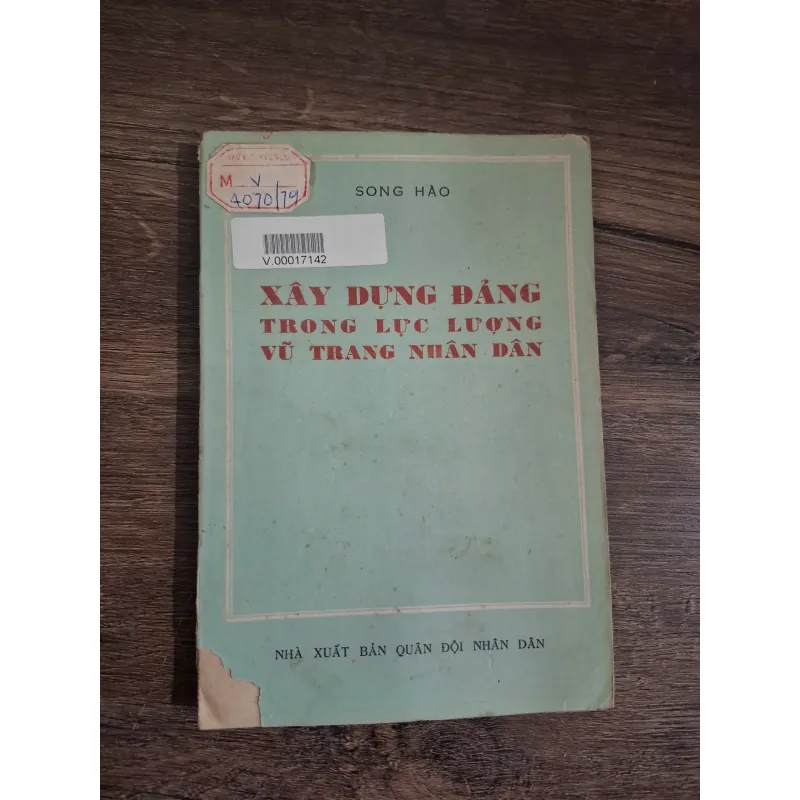 M V
4070/79
SONG HÀO
V.00017142
XÂY DỰNG ĐẢNG
TRONG LỰC LƯỢNG
VŨ TRANG NHÂN DÂN
NHÀ XUẤT BẢN QUÂN ĐỘI NHÂN DÂN